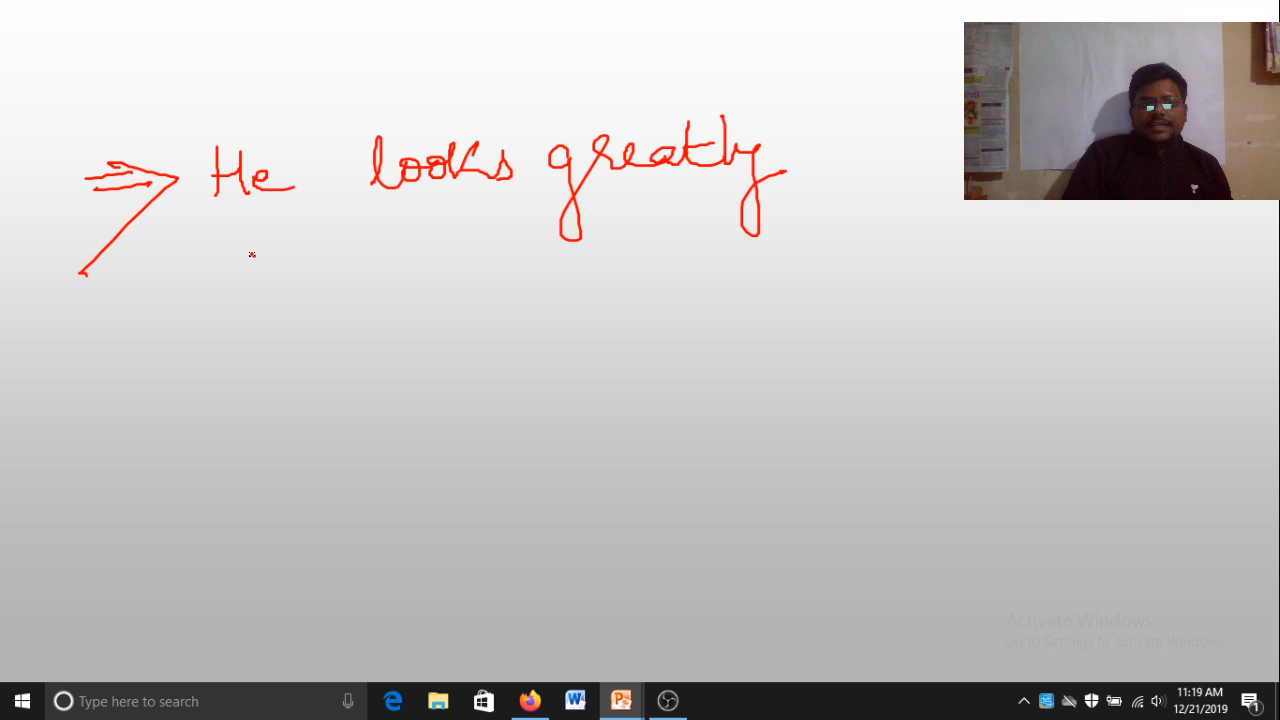 He looks greatly
Activate Windows
Go to Settings to activate Windows
Type here to search
11:19 AM
12/21/2019